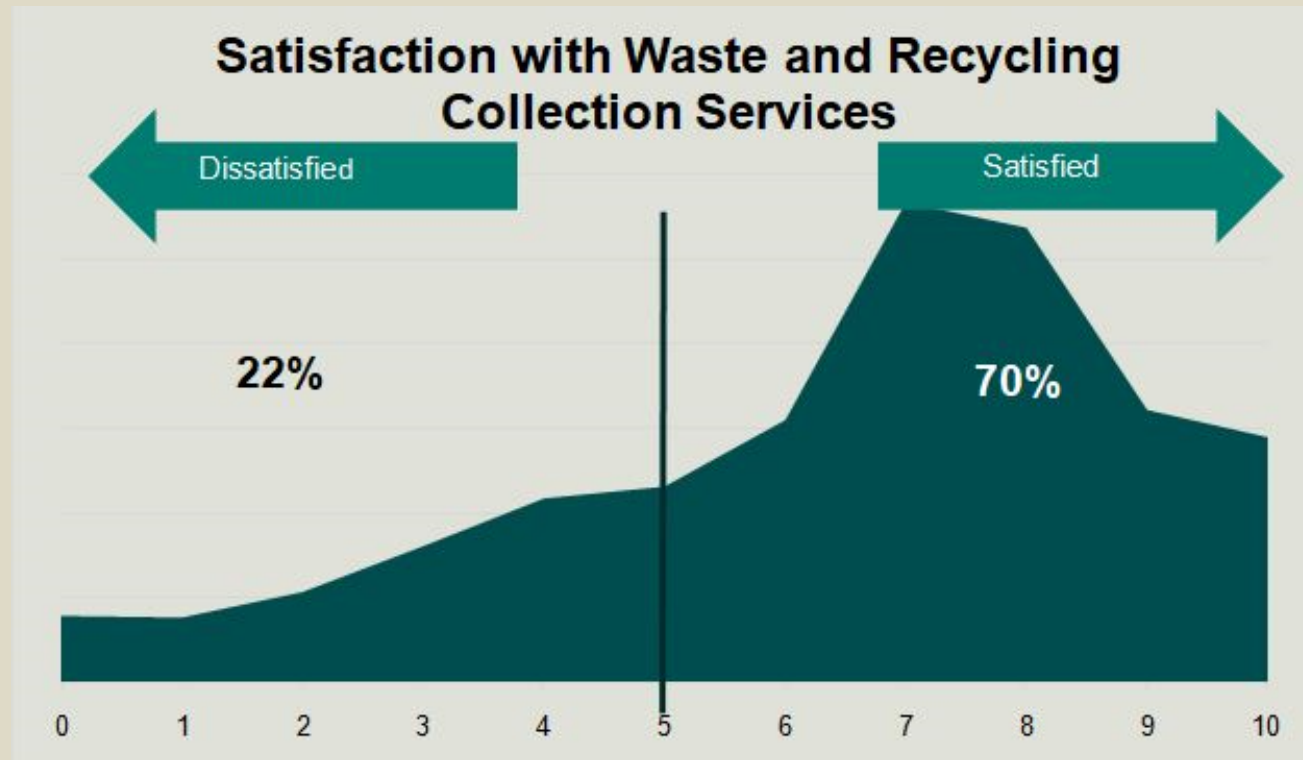 Satisfaction with Waste and Recycling
Collection Services
Dissatisfied
Satisfied
22%
70%
0 1 2 3 4 5 6 7 8 9 10